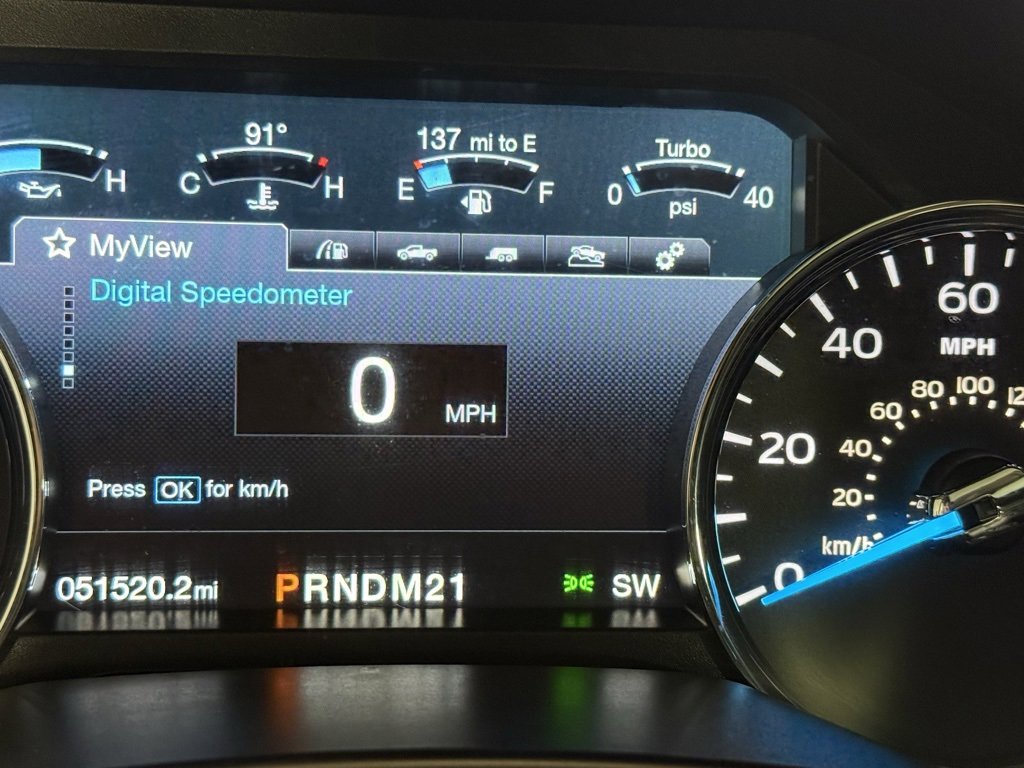 91°
137 mi to E
Turbo
H
C
H
E
F
0
40
psi
MyView
Digital Speedometer
0
MPH
Press OK for km/h
051520.2mi
PRNDM21
SW
60
MPH
40
20
0
80
100
60
40
20
km/h